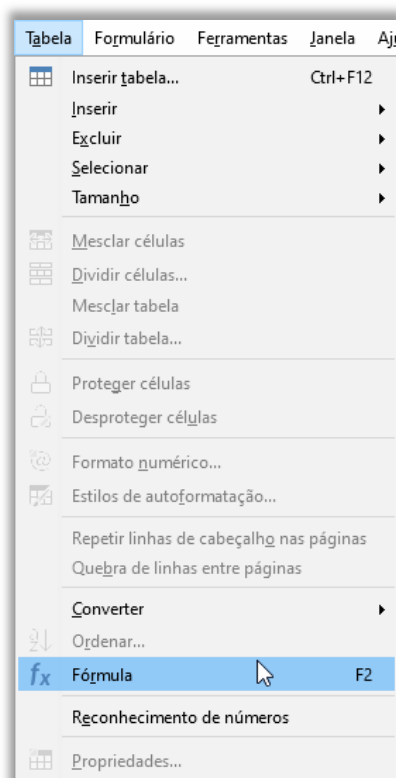 Tabela Formulário Ferramentas Janela Aj
Inserir tabela... Ctrl+F12
Inserir
Excluir
Selecionar
Tamanho
Mesclar células
Dividir células...
Mesclar tabela
Dividir tabela...
Proteger células
Desproteger células
Formato numérico...
Estilos de autoformatação...
Repetir linhas de cabeçalho nas páginas
Quebra de linhas entre páginas
Converter
Ordenar...
fx Fórmula F2
Reconhecimento de números
Propriedades...